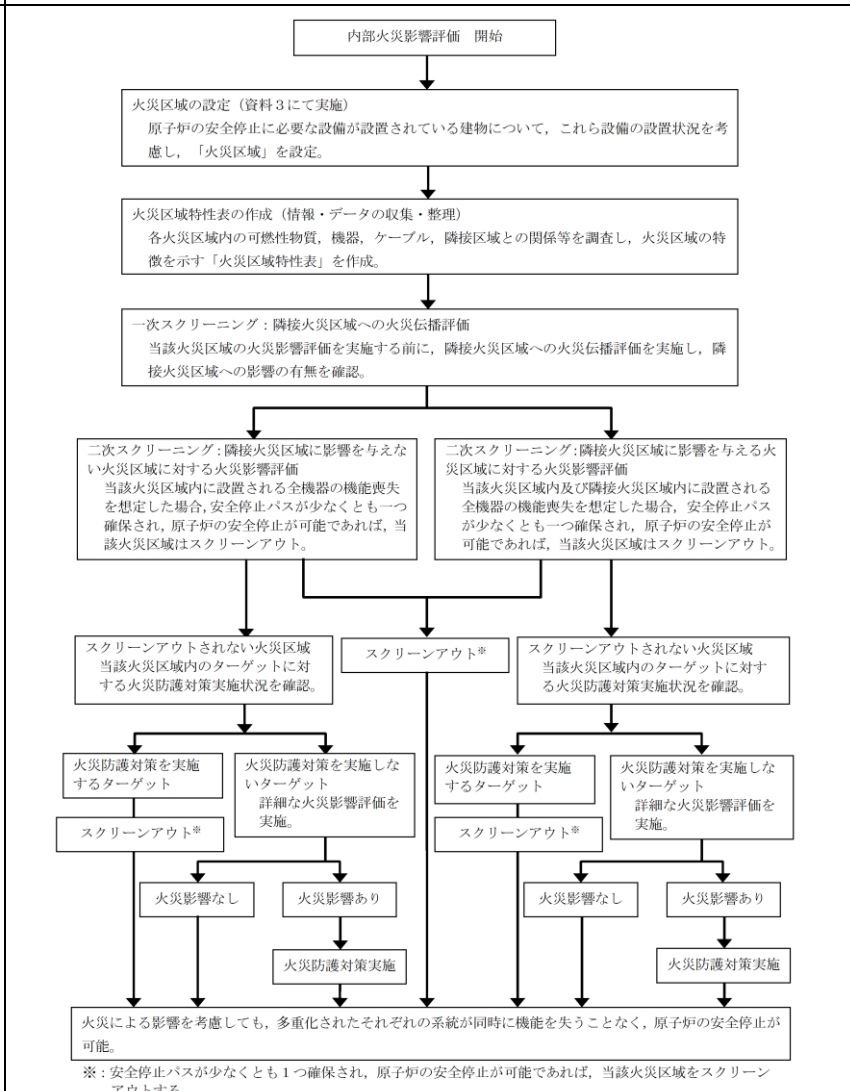 内部火災影響評価　開始
火災区域の設定（資料３にて実施）
原子炉の安全停止に必要な設備が設置されている建物について，これら設備の設置状況を考
慮し，「火災区域」を設定。
火災区域特性表の作成（情報・データの収集・整理）
各火災区域内の可燃性物質，機器，ケーブル，隣接区域との関係等を調査し，火災区域の特
徴を示す「火災区域特性表」を作成。
一次スクリーニング：隣接火災区域への火災伝播評価
当該火災区域の火災影響評価を実施する前に，隣接火災区域への火災伝播評価を実施し，隣
接火災区域への影響の有無を確認。
二次スクリーニング：隣接火災区域に影響を与えな
い火災区域に対する火災影響評価
当該火災区域内に設置される全機器の機能喪失
を想定した場合，安全停止パスが少なくとも一つ
確保され，原子炉の安全停止が可能であれば，当
該火災区域はスクリーンアウト。
二次スクリーニング：隣接火災区域に影響を与える火
災区域に対する火災影響評価
当該火災区域内及び隣接火災区域内に設置される
全機器の機能喪失を想定した場合，安全停止パス
が少なくとも一つ確保され，原子炉の安全停止が
可能であれば，当該火災区域はスクリーンアウト。
スクリーンアウトされない火災区域
当該火災区域内のターゲットに対
する火災防護対策実施状況を確認。
スクリーンアウト※
スクリーンアウトされない火災区域
当該火災区域内のターゲットに対す
る火災防護対策実施状況を確認。
火災防護対策を実施
するターゲット
火災防護対策を実施しな
いターゲット
詳細な火災影響評価を
実施。
火災防護対策を実施
するターゲット
火災防護対策を実施しな
いターゲット
詳細な火災影響評価を
実施。
スクリーンアウト※
スクリーンアウト※
火災影響なし
火災影響あり
火災影響なし
火災影響あり
火災防護対策実施
火災防護対策実施
火災による影響を考慮しても，多重化されたそれぞれの系統が同時に機能を失うことなく，原子炉の安全停止が
可能。
※：安全停止パスが少なくとも１つ確保され，原子炉の安全停止が可能であれば，当該火災区域をスクリーン
アウトする